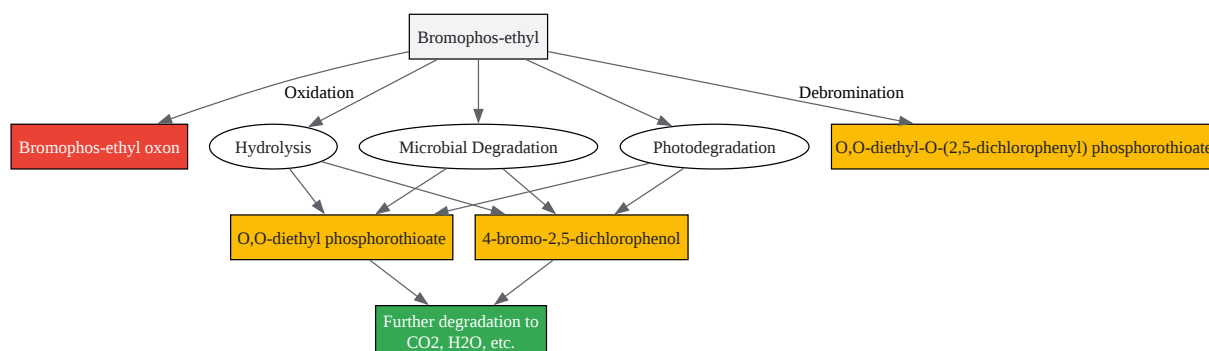 Bromophos-ethyl
Oxidation
Debromination
Bromophos-ethyl oxon
Hydrolysis
Microbial Degradation
Photodegradation
O,O-diethyl-O-(2,5-dichlorophenyl) phosphorothioate
O,O-diethyl phosphorothioate
4-bromo-2,5-dichlorophenol
Further degradation to
CO2, H2O, etc.